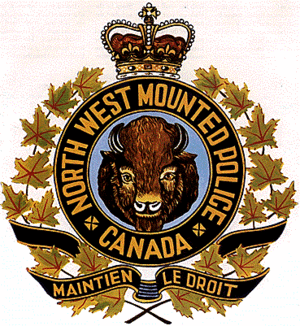 NORTH WEST MOUNTED POLICE
CANADA
MAINTIEN LE DROIT